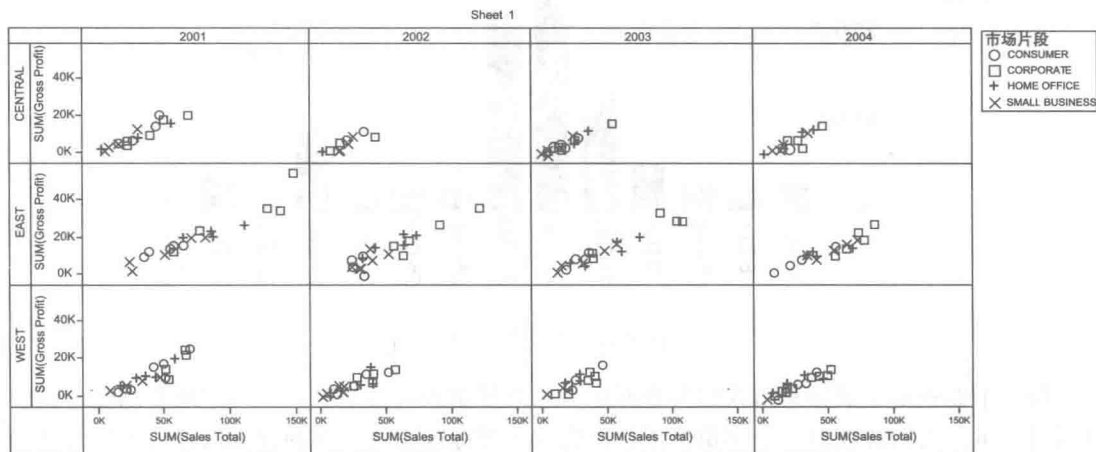 Sheet 1
2001 2002 2003 2004
市场片段
CONSUMER
CORPORATE
HOME OFFICE
SMALL BUSINESS
CENTRAL
SUM(Gross Profit)
40K
20K
0K
EAST
SUM(Gross Profit)
40K
20K
0K
WEST
SUM(Gross Profit)
40K
20K
0K
0K 50K 100K 150K 0K 50K 100K 150K 0K 50K 100K 150K 0K 50K 100K 150K
SUM(Sales Total) SUM(Sales Total) SUM(Sales Total) SUM(Sales Total)